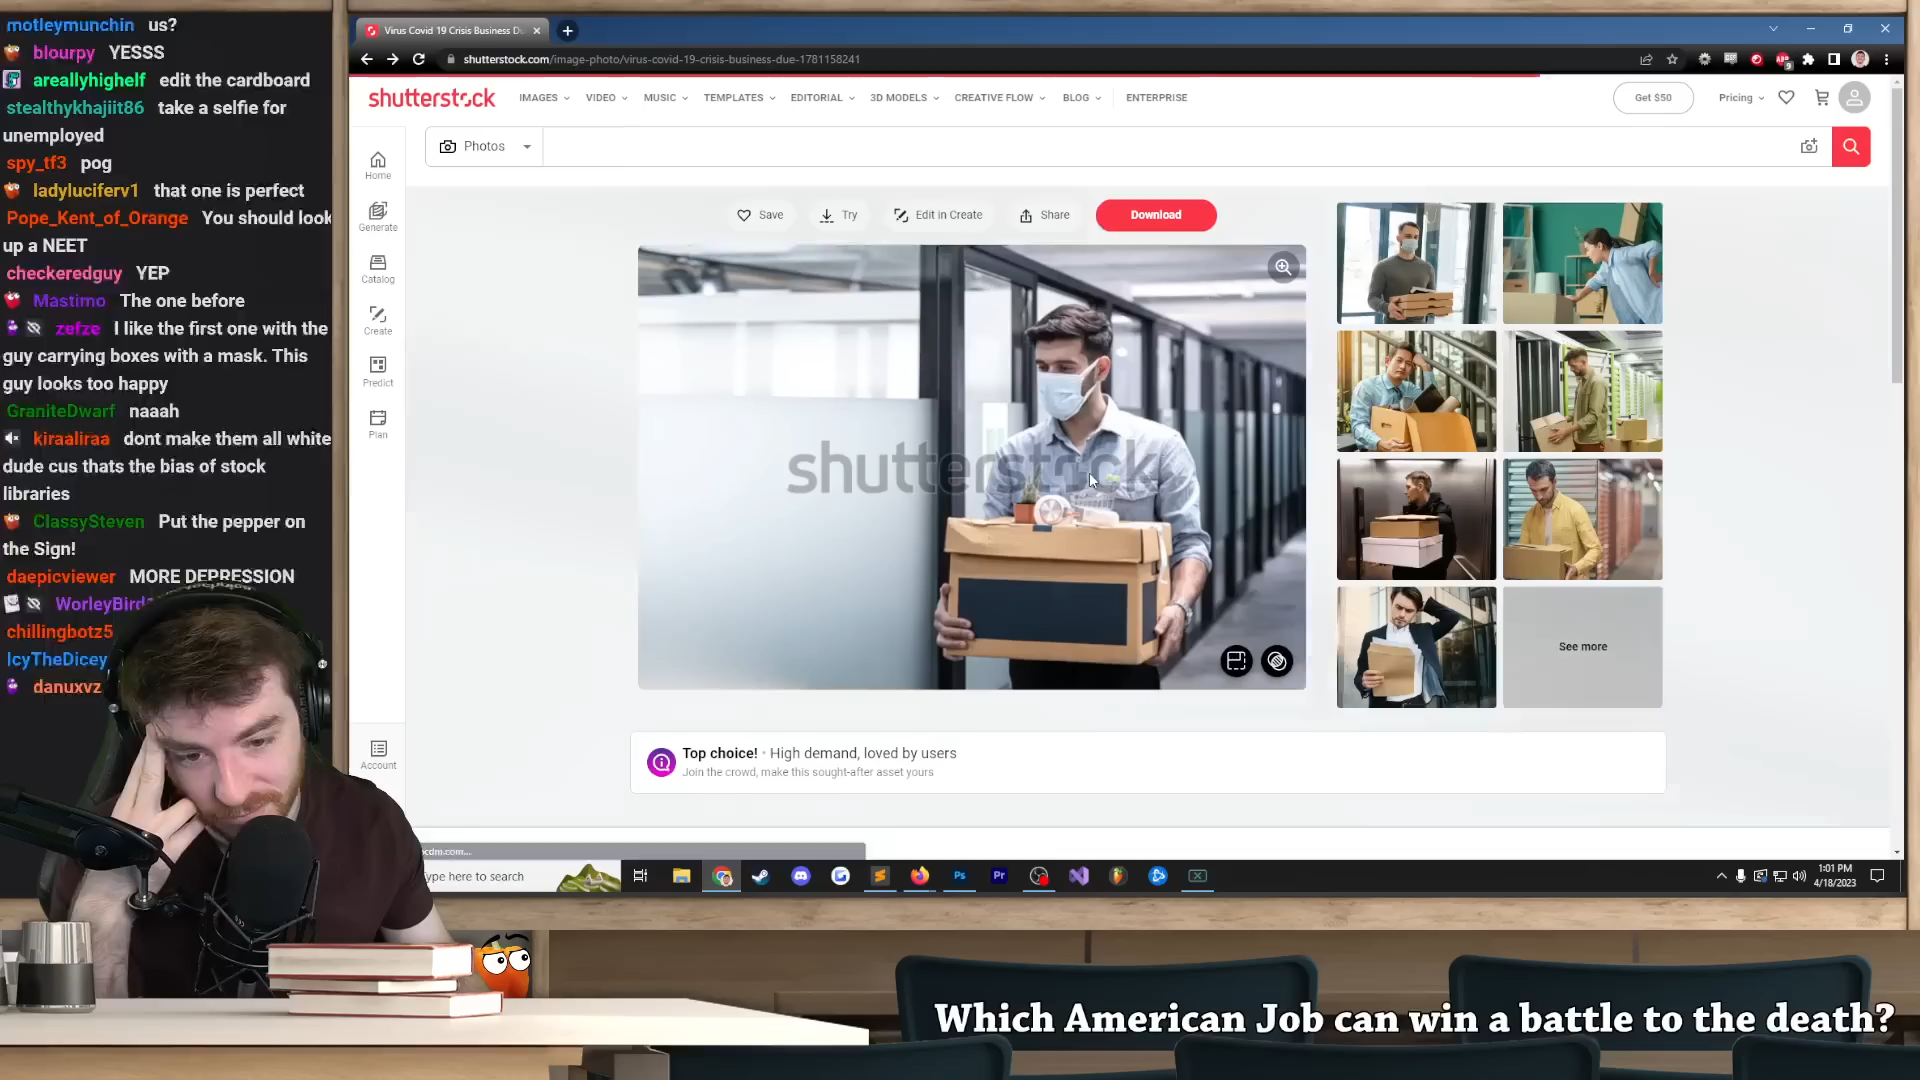 motleymunchin us?
blourpy YESSS
areallyhighelf edit the cardboard
stealthykhajiit86 take a selfie for
unemployed
spy_tf3 pog
ladyluciferv1 that one is perfect
Pope_Kent_of_Orange You should look
up a NEET
checkeredguy YEP
Mastimo The one before
zefze I like the first one with the
guy carrying boxes with a mask. This
guy looks too happy
GraniteDwarf naaah
kiraaliraa dont make them all white
dude cus thats the bias of stock
libraries
ClassySteven Put the pepper on
the Sign!
daepicviewer MORE DEPRESSION
WorleyBird
chillingbotz5
IcyTheDicey
danuxvz
Virus Covid 19 Crisis Business Du
shutterstock.com/image-photo/virus-covid-19-crisis-business-due-1781158241
shutterstock IMAGES VIDEO MUSIC TEMPLATES EDITORIAL 3D MODELS CREATIVE FLOW BLOG ENTERPRISE Get $50 Pricing
Photos
Home
Generate
Catalog
Create
Predict
Plan
Account
Save Try Edit in Create Share Download
shutterstock
See more
Top choice! · High demand, loved by users
Join the crowd, make this sought-after asset yours
cdm.com...
ype here to search
Ps
Pr
1:01 PM
4/18/2023
Which American Job can win a battle to the death?